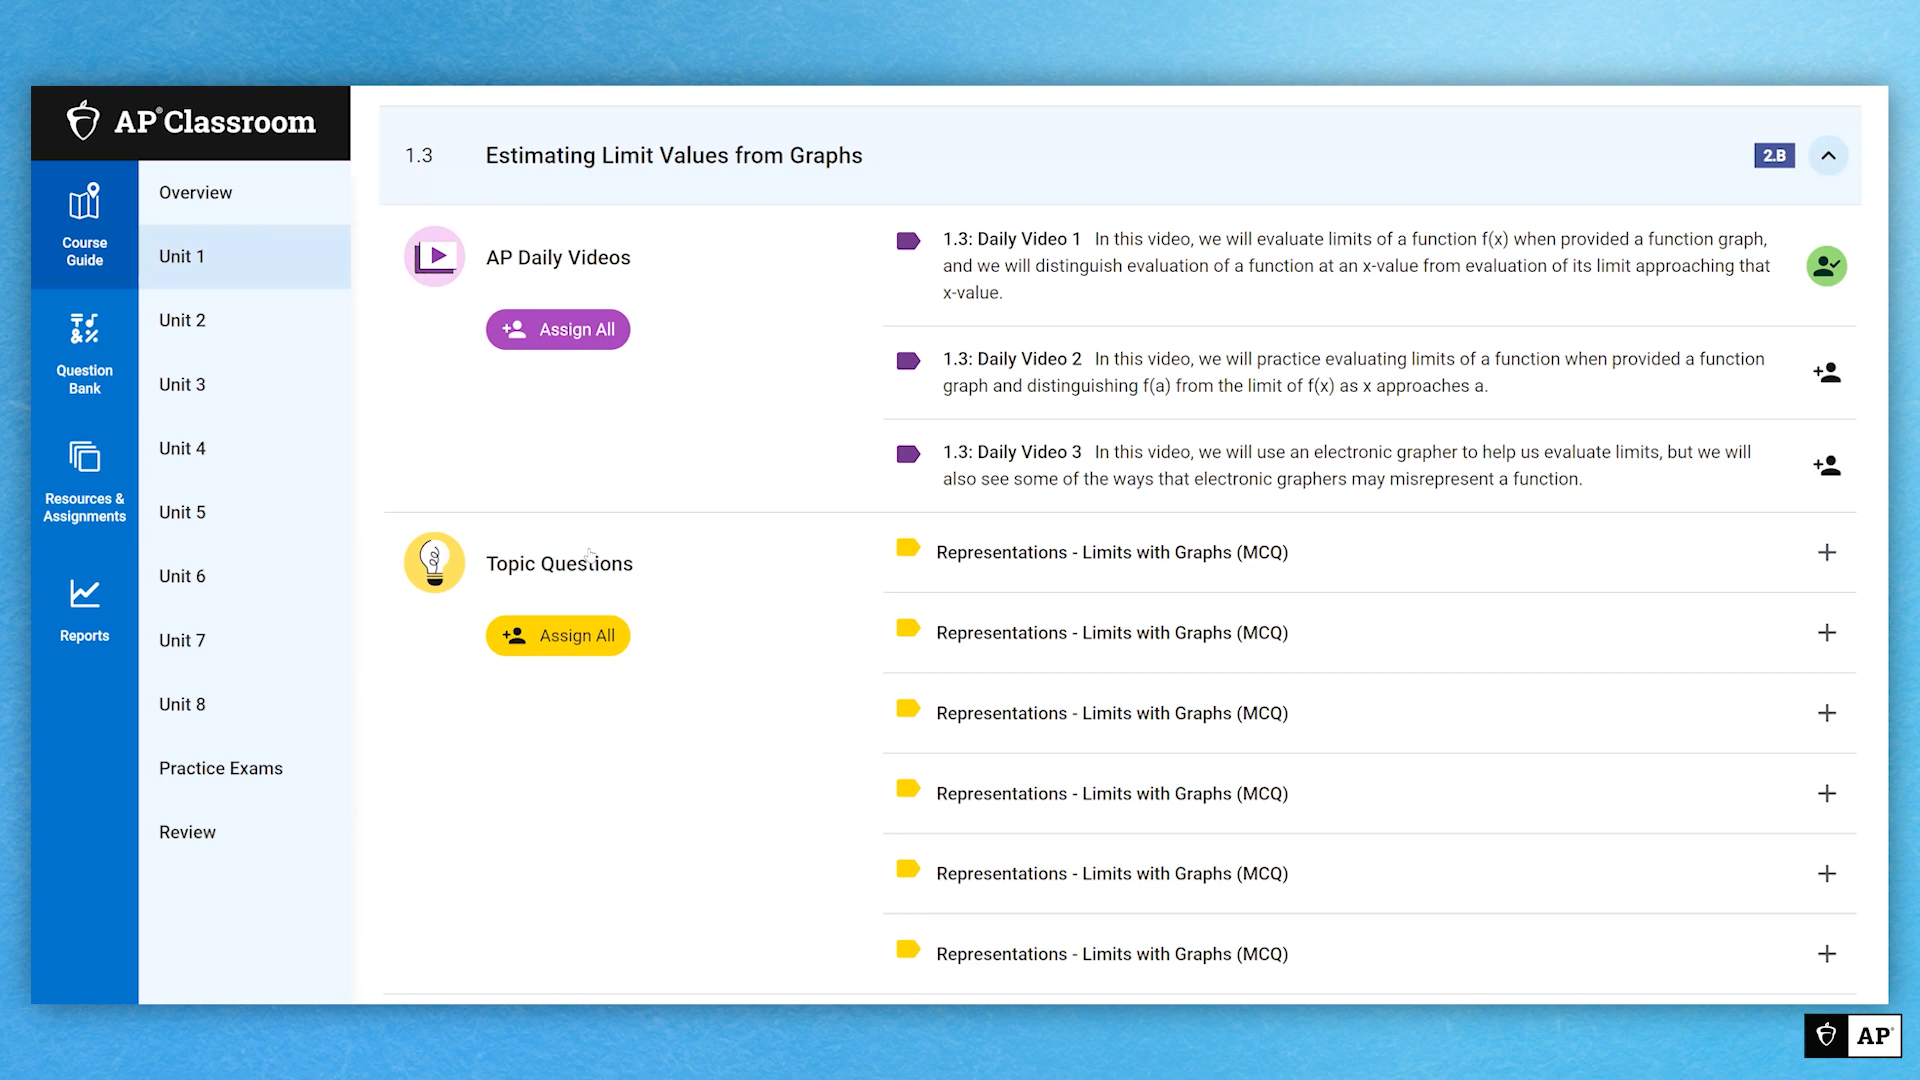 AP® Classroom
Course
Guide
Question
Bank
Resources &
Assignments
Reports
Overview
Unit 1
Unit 2
Unit 3
Unit 4
Unit 5
Unit 6
Unit 7
Unit 8
Practice Exams
Review
1.3 Estimating Limit Values from Graphs 2.B
AP Daily Videos
Assign All
1.3: Daily Video 1 In this video, we will evaluate limits of a function f(x) when provided a function graph,
and we will distinguish evaluation of a function at an x-value from evaluation of its limit approaching that
x-value.
1.3: Daily Video 2 In this video, we will practice evaluating limits of a function when provided a function
graph and distinguishing f(a) from the limit of f(x) as x approaches a.
1.3: Daily Video 3 In this video, we will use an electronic grapher to help us evaluate limits, but we will
also see some of the ways that electronic graphers may misrepresent a function.
Topic Questions
Assign All
Representations - Limits with Graphs (MCQ)
Representations - Limits with Graphs (MCQ)
Representations - Limits with Graphs (MCQ)
Representations - Limits with Graphs (MCQ)
Representations - Limits with Graphs (MCQ)
Representations - Limits with Graphs (MCQ)
AP®